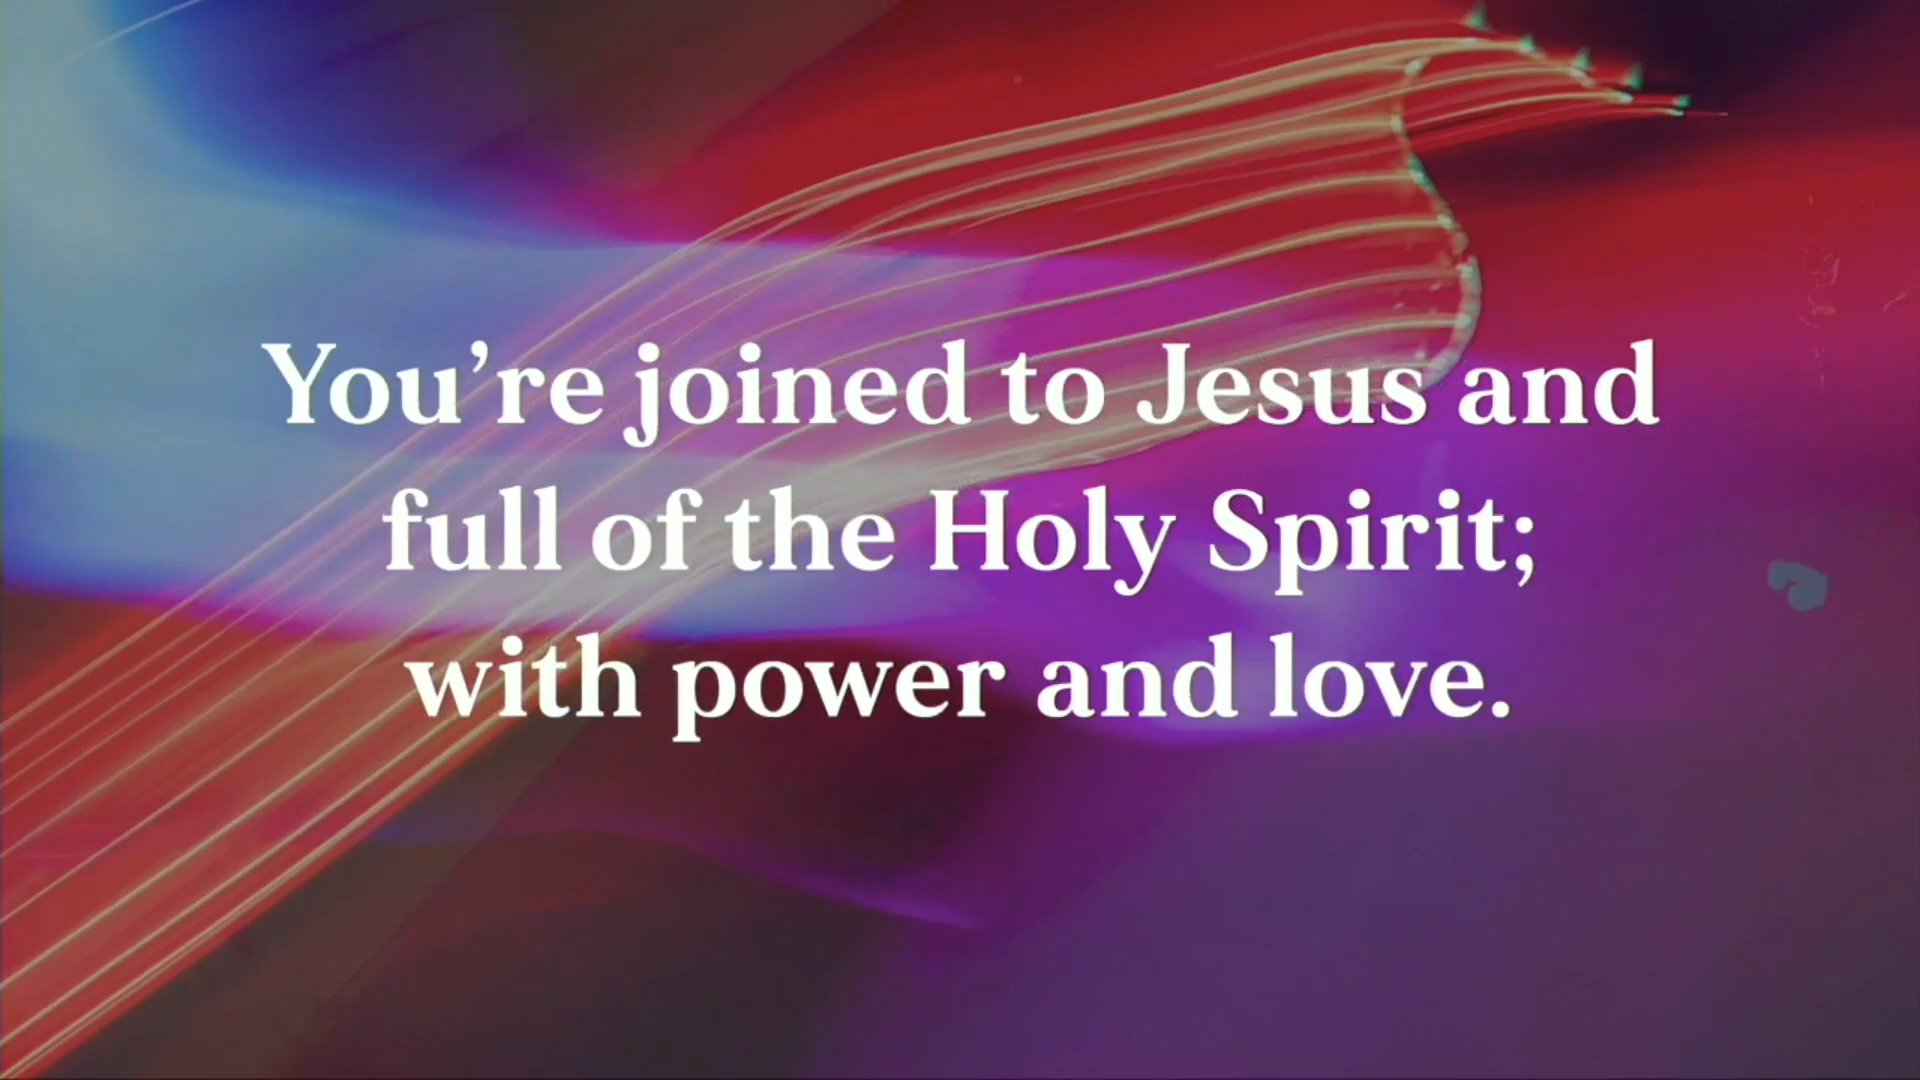 You’re joined to Jesus and
full of the Holy Spirit;
with power and love.